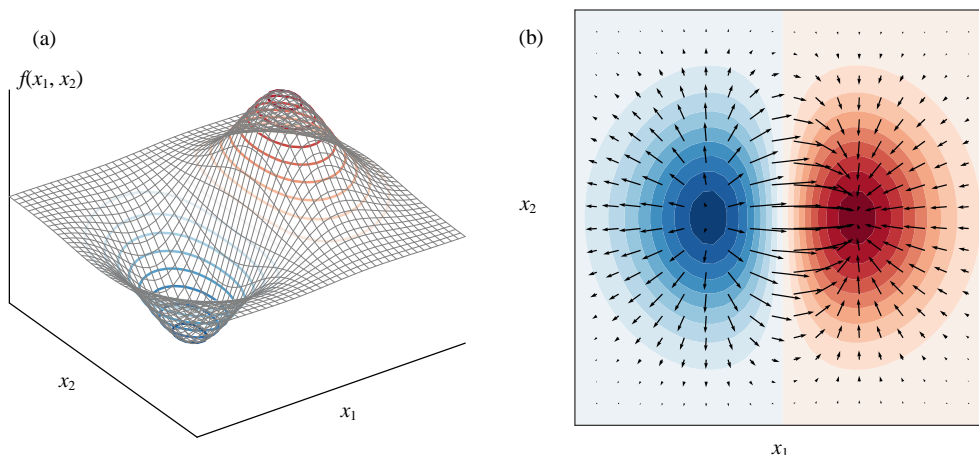 (a)
f(x₁, x₂)
x₂
x₁
(b)
x₂
x₁